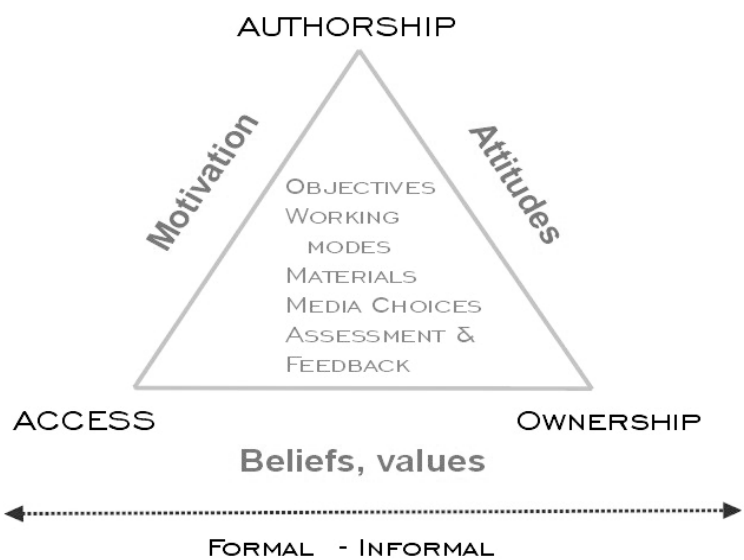 AUTHORSHIP
Motivation
Attitudes
OBJECTIVES
WORKING
MODES
MATERIALS
MEDIA CHOICES
ASSESSMENT &
FEEDBACK
ACCESS
OWNERSHIP
Beliefs, values
FORMAL - INFORMAL